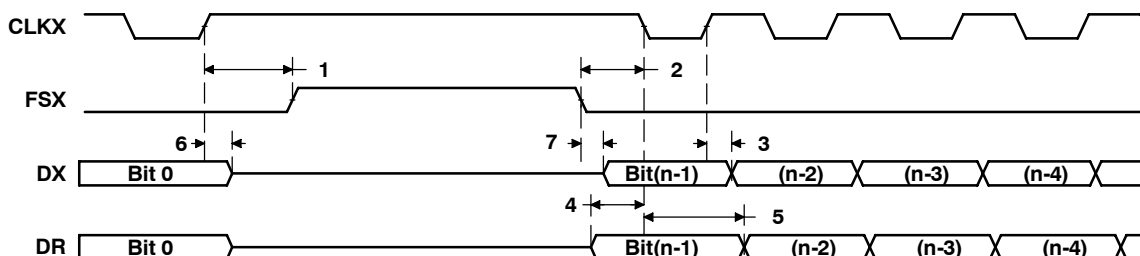 CLKX
1 2
FSX
6 7 3
DX Bit 0 Bit(n-1) (n-2) (n-3) (n-4)
4 5
DR Bit 0 Bit(n-1) (n-2) (n-3) (n-4)